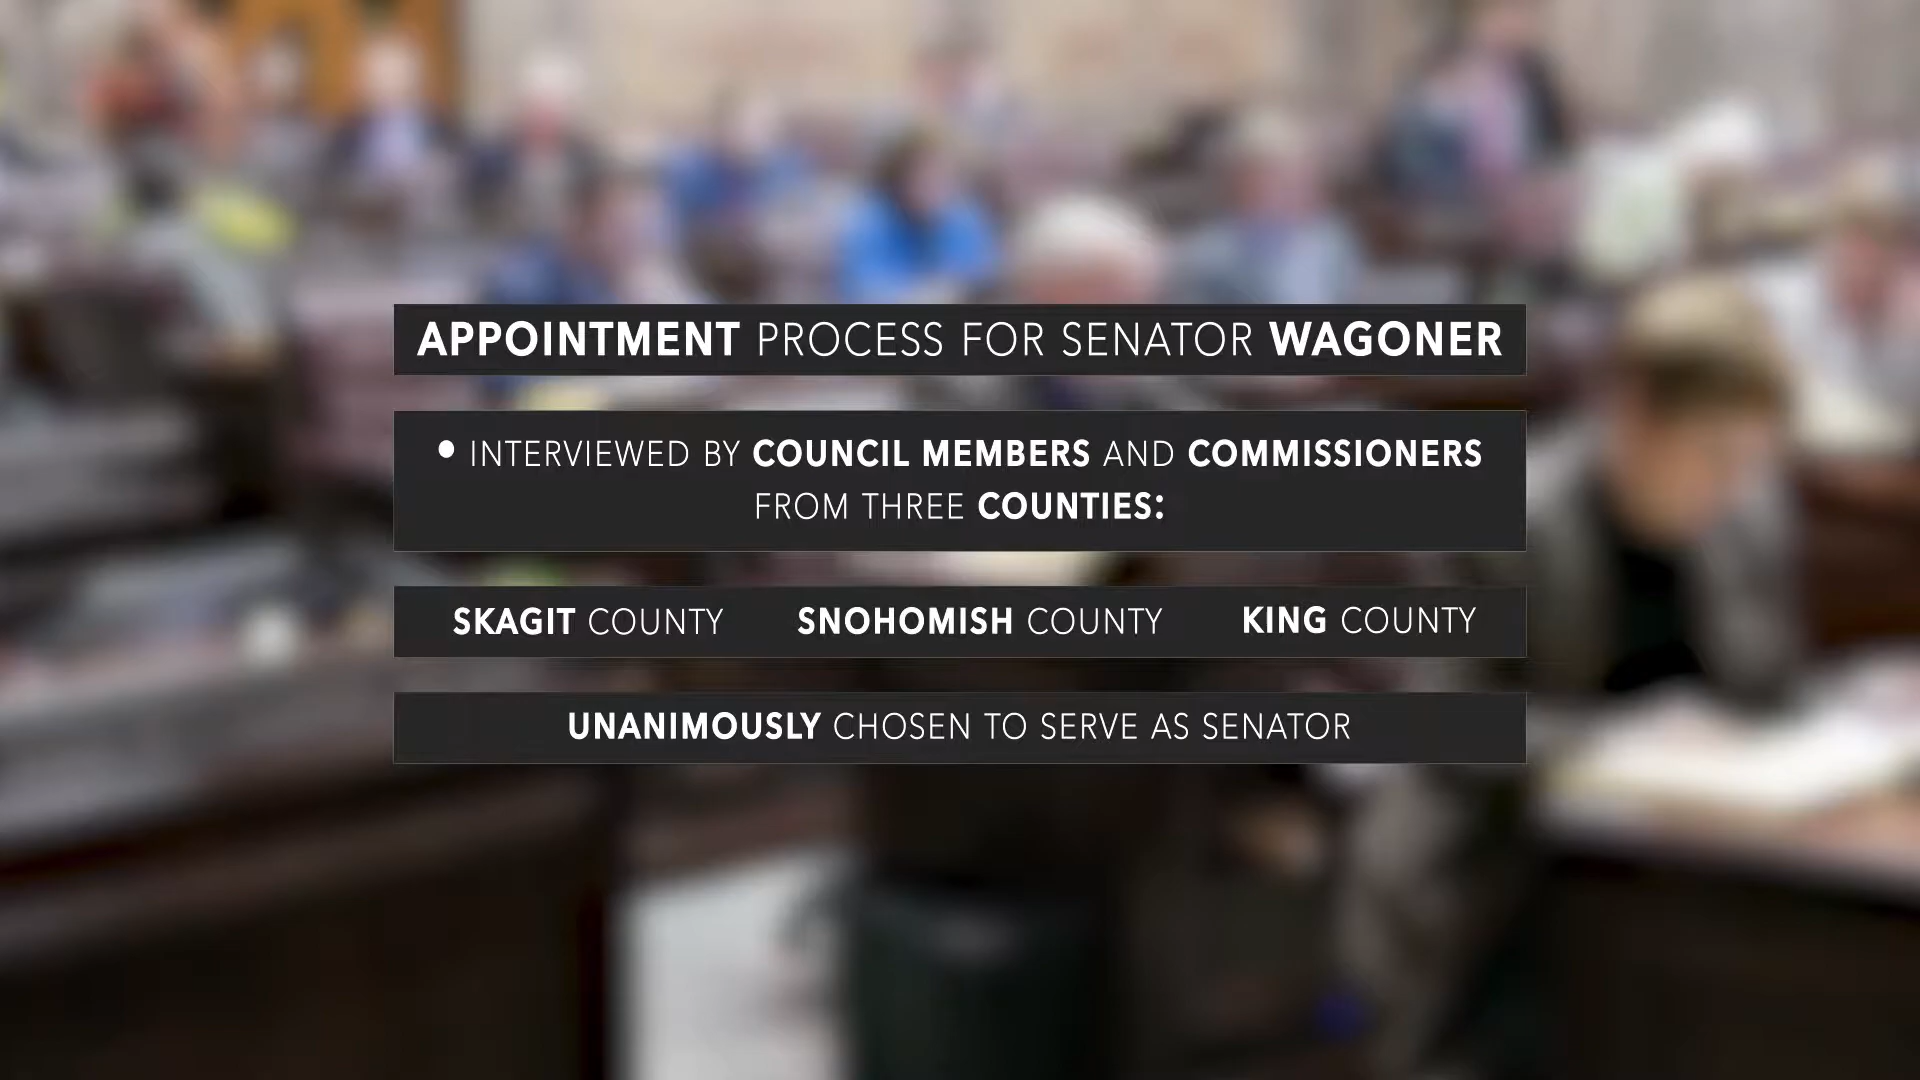 APPOINTMENT PROCESS FOR SENATOR WAGONER
• INTERVIEWED BY COUNCIL MEMBERS AND COMMISSIONERS
FROM THREE COUNTIES:
SKAGIT COUNTY SNOHOMISH COUNTY KING COUNTY
UNANIMOUSLY CHOSEN TO SERVE AS SENATOR